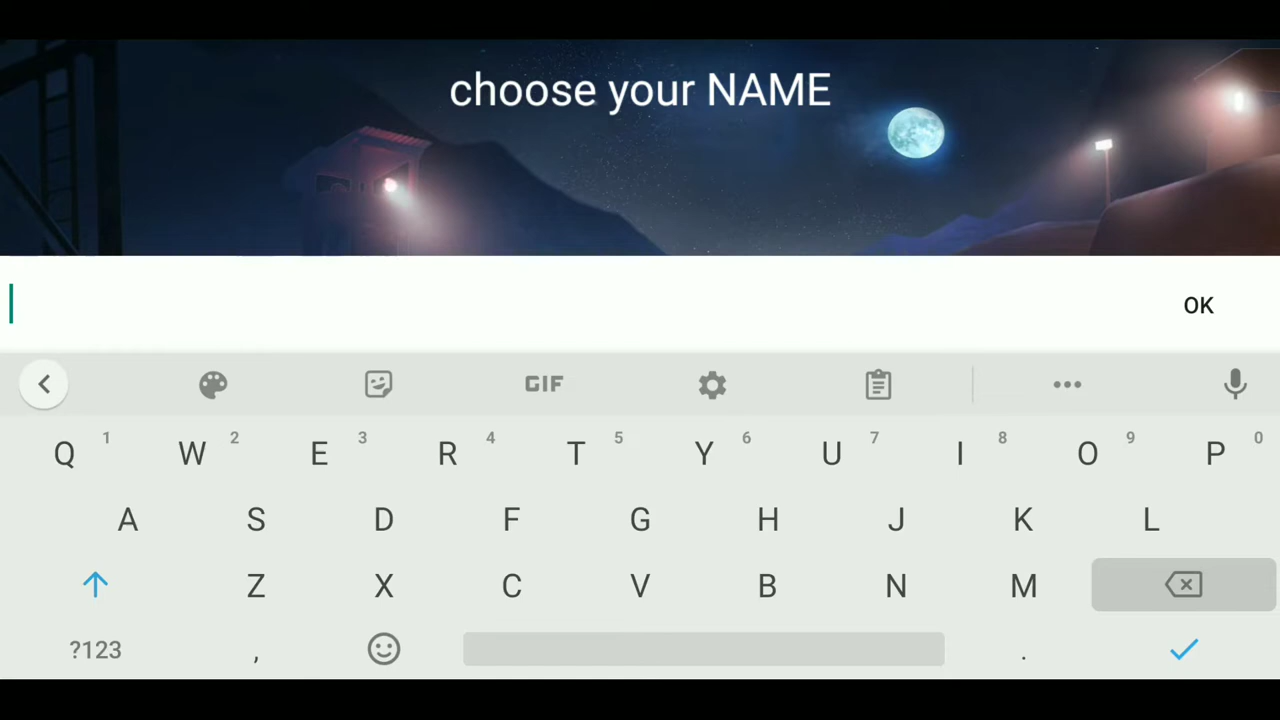 choose your NAME
OK
GIF
Q 1 W 2 E 3 R 4 T 5 Y 6 U 7 I 8 O 9 P 0
A S D F G H J K L
Z X C V B N M
?123 , .